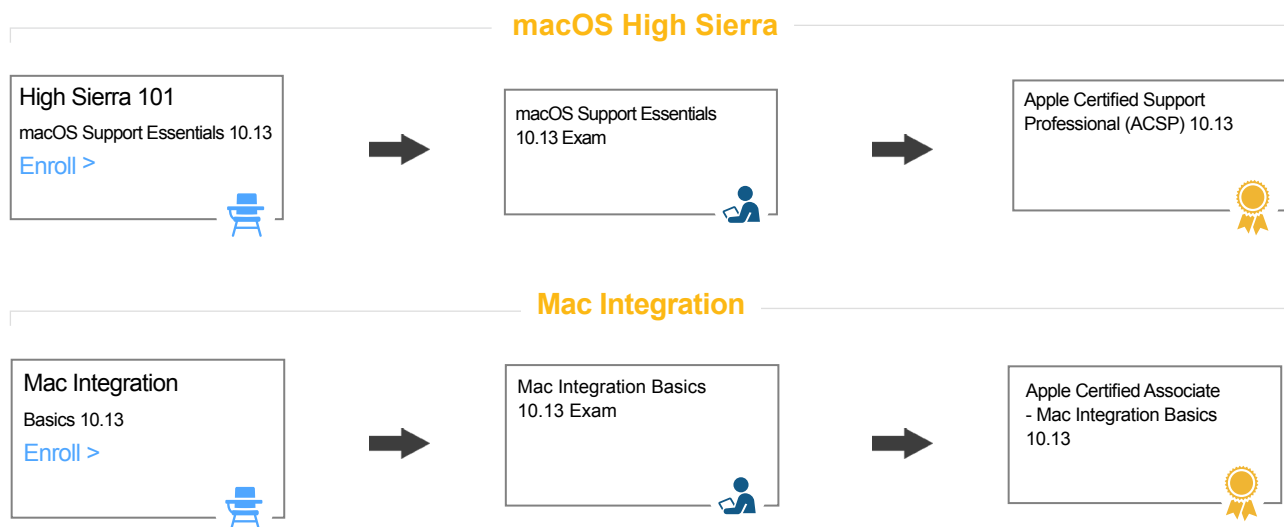 macOS High Sierra
High Sierra 101
macOS Support Essentials 10.13
Enroll >
macOS Support Essentials
10.13 Exam
Apple Certified Support
Professional (ACSP) 10.13
Mac Integration
Mac Integration
Basics 10.13
Enroll >
Mac Integration Basics
10.13 Exam
Apple Certified Associate
- Mac Integration Basics
10.13